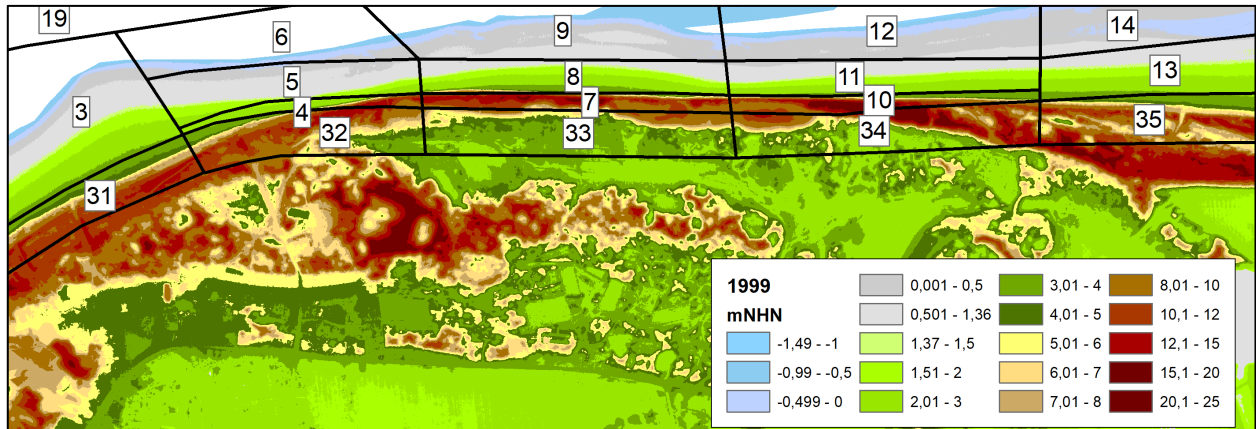 19
6
9
12
14
3
5
8
11
13
4
7
10
32
33
34
35
31
1999
mNHN
-1,49 - -1
-0,99 - -0,5
-0,499 - 0
0,001 - 0,5
0,501 - 1,36
1,37 - 1,5
1,51 - 2
2,01 - 3
3,01 - 4
4,01 - 5
5,01 - 6
6,01 - 7
7,01 - 8
8,01 - 10
10,1 - 12
12,1 - 15
15,1 - 20
20,1 - 25